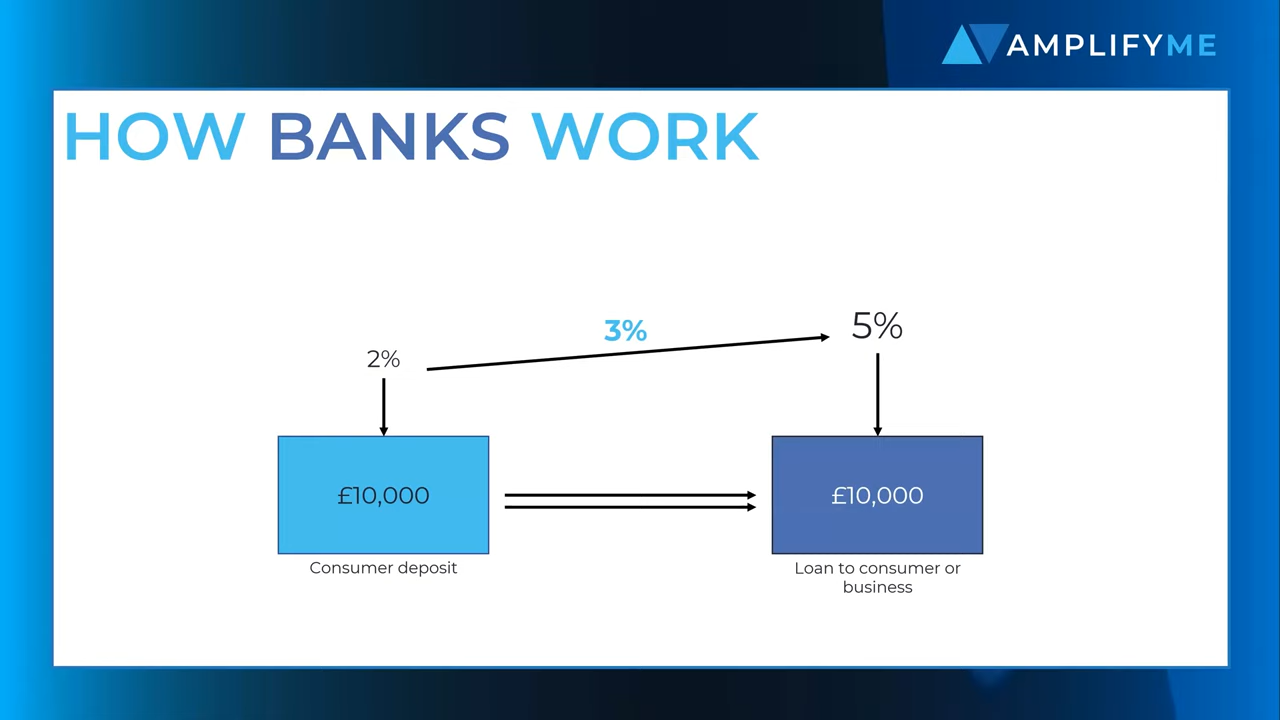 AMPLIFYME
HOW BANKS WORK
3%
5%
2%
£10,000
£10,000
Consumer deposit
Loan to consumer or
business